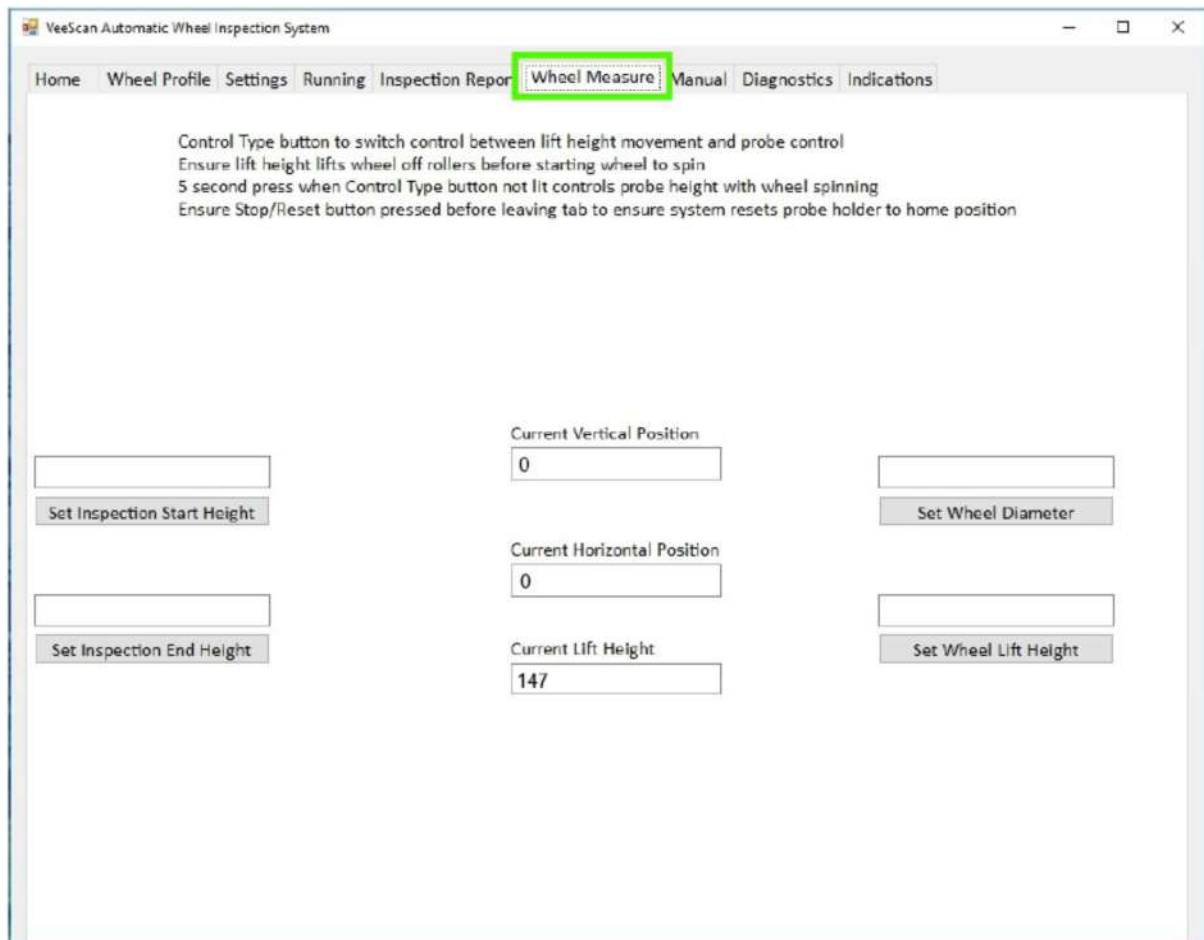 VeeScan Automatic Wheel Inspection System
Home Wheel Profile Settings Running Inspection Repor Wheel Measure Manual Diagnostics Indications
Control Type button to switch control between lift height movement and probe control
Ensure lift height lifts wheel off rollers before starting wheel to spin
5 second press when Control Type button not lit controls probe height with wheel spinning
Ensure Stop/Reset button pressed before leaving tab to ensure system resets probe holder to home position
Current Vertical Position
0
Set Inspection Start Height
Set Wheel Diameter
Current Horizontal Position
0
Set Inspection End Height
Current Lift Height
Set Wheel Lift Height
147